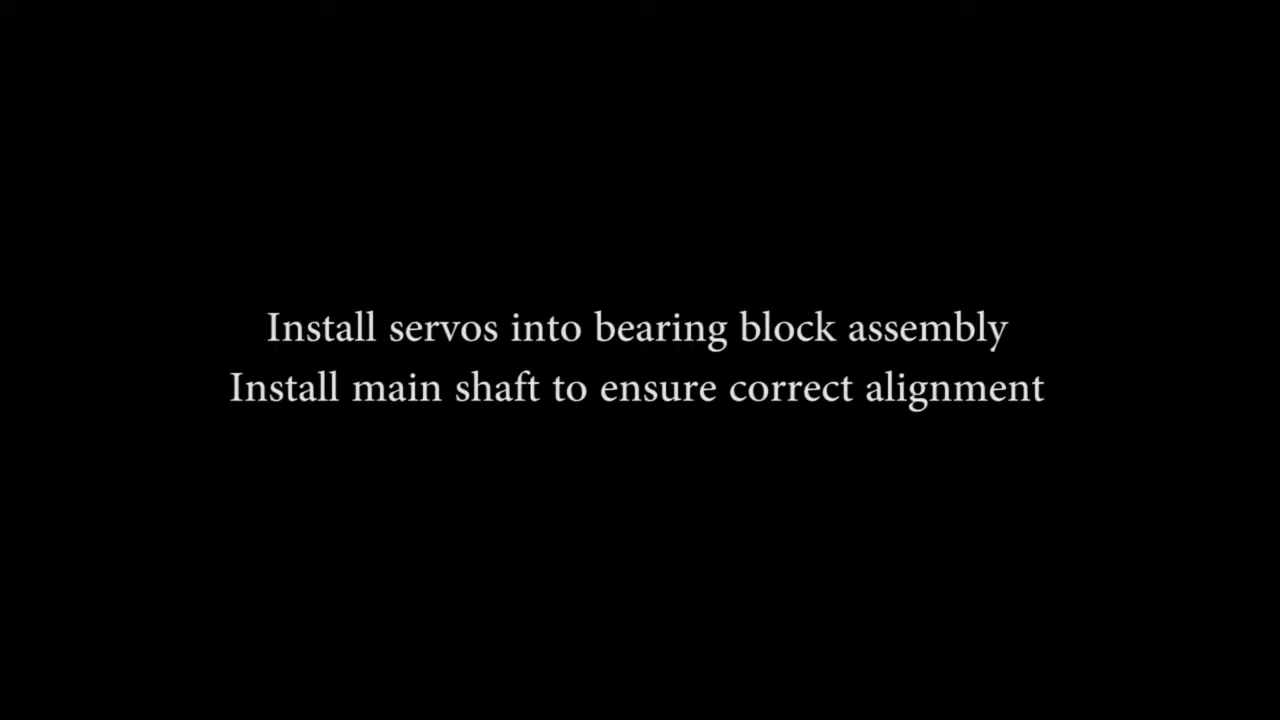 Install servos into bearing block assembly
Install main shaft to ensure correct alignment